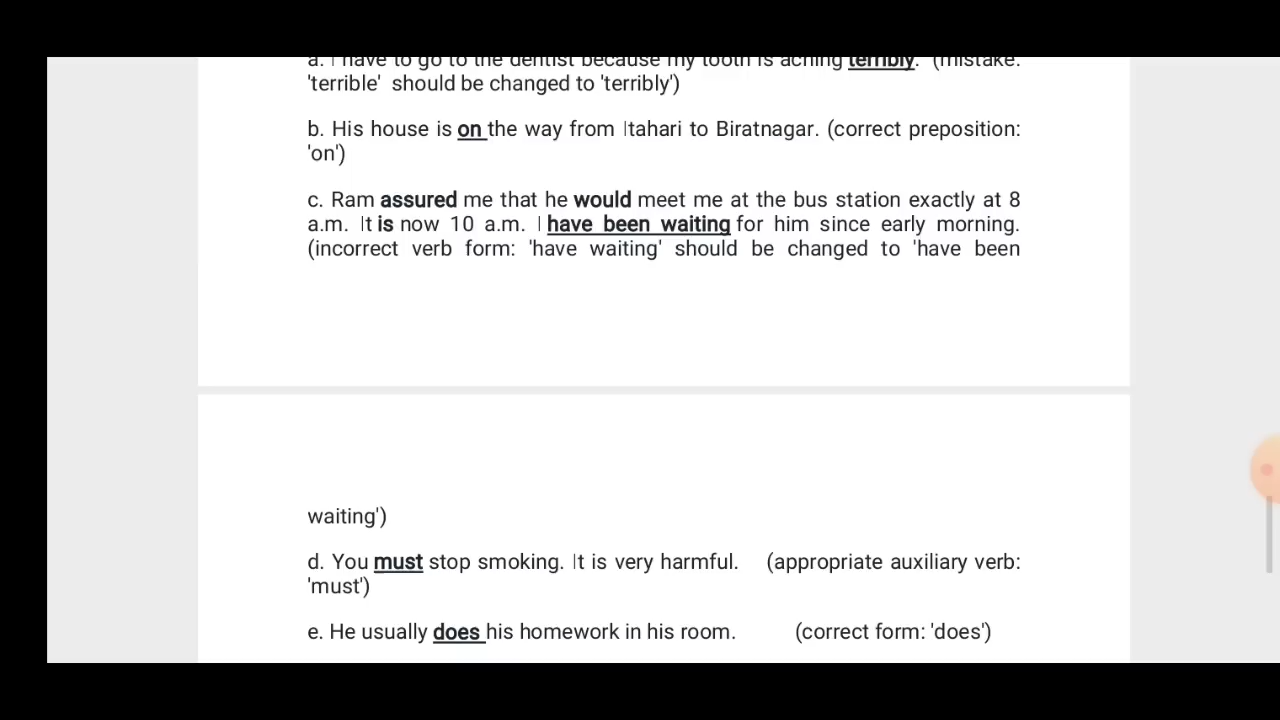 a. I have to go to the dentist because my tooth is aching terribly. (mistake:
'terrible' should be changed to 'terribly')
b. His house is on the way from Itahari to Biratnagar. (correct preposition:
'on')
c. Ram assured me that he would meet me at the bus station exactly at 8
a.m. It is now 10 a.m. I have been waiting for him since early morning.
(incorrect verb form: 'have waiting' should be changed to 'have been
waiting')
d. You must stop smoking. It is very harmful. (appropriate auxiliary verb:
'must')
e. He usually does his homework in his room. (correct form: 'does')